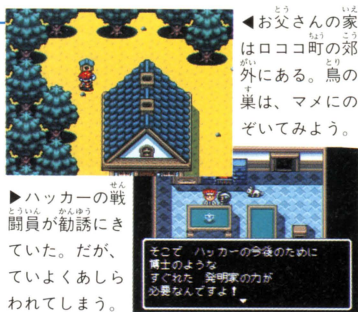 ◀お父さんの家
はロココ町の郊
外にある。鳥の
巣は、マメにの
ぞいてみよう。
▶ハッカーの戦
闘員が勧誘にき
ていた。だが、
ていよくあしら
われてしまう。
そこで ハッカーの今後のために
博士のような
すぐれた 発明家の力が
必要なんですよ!